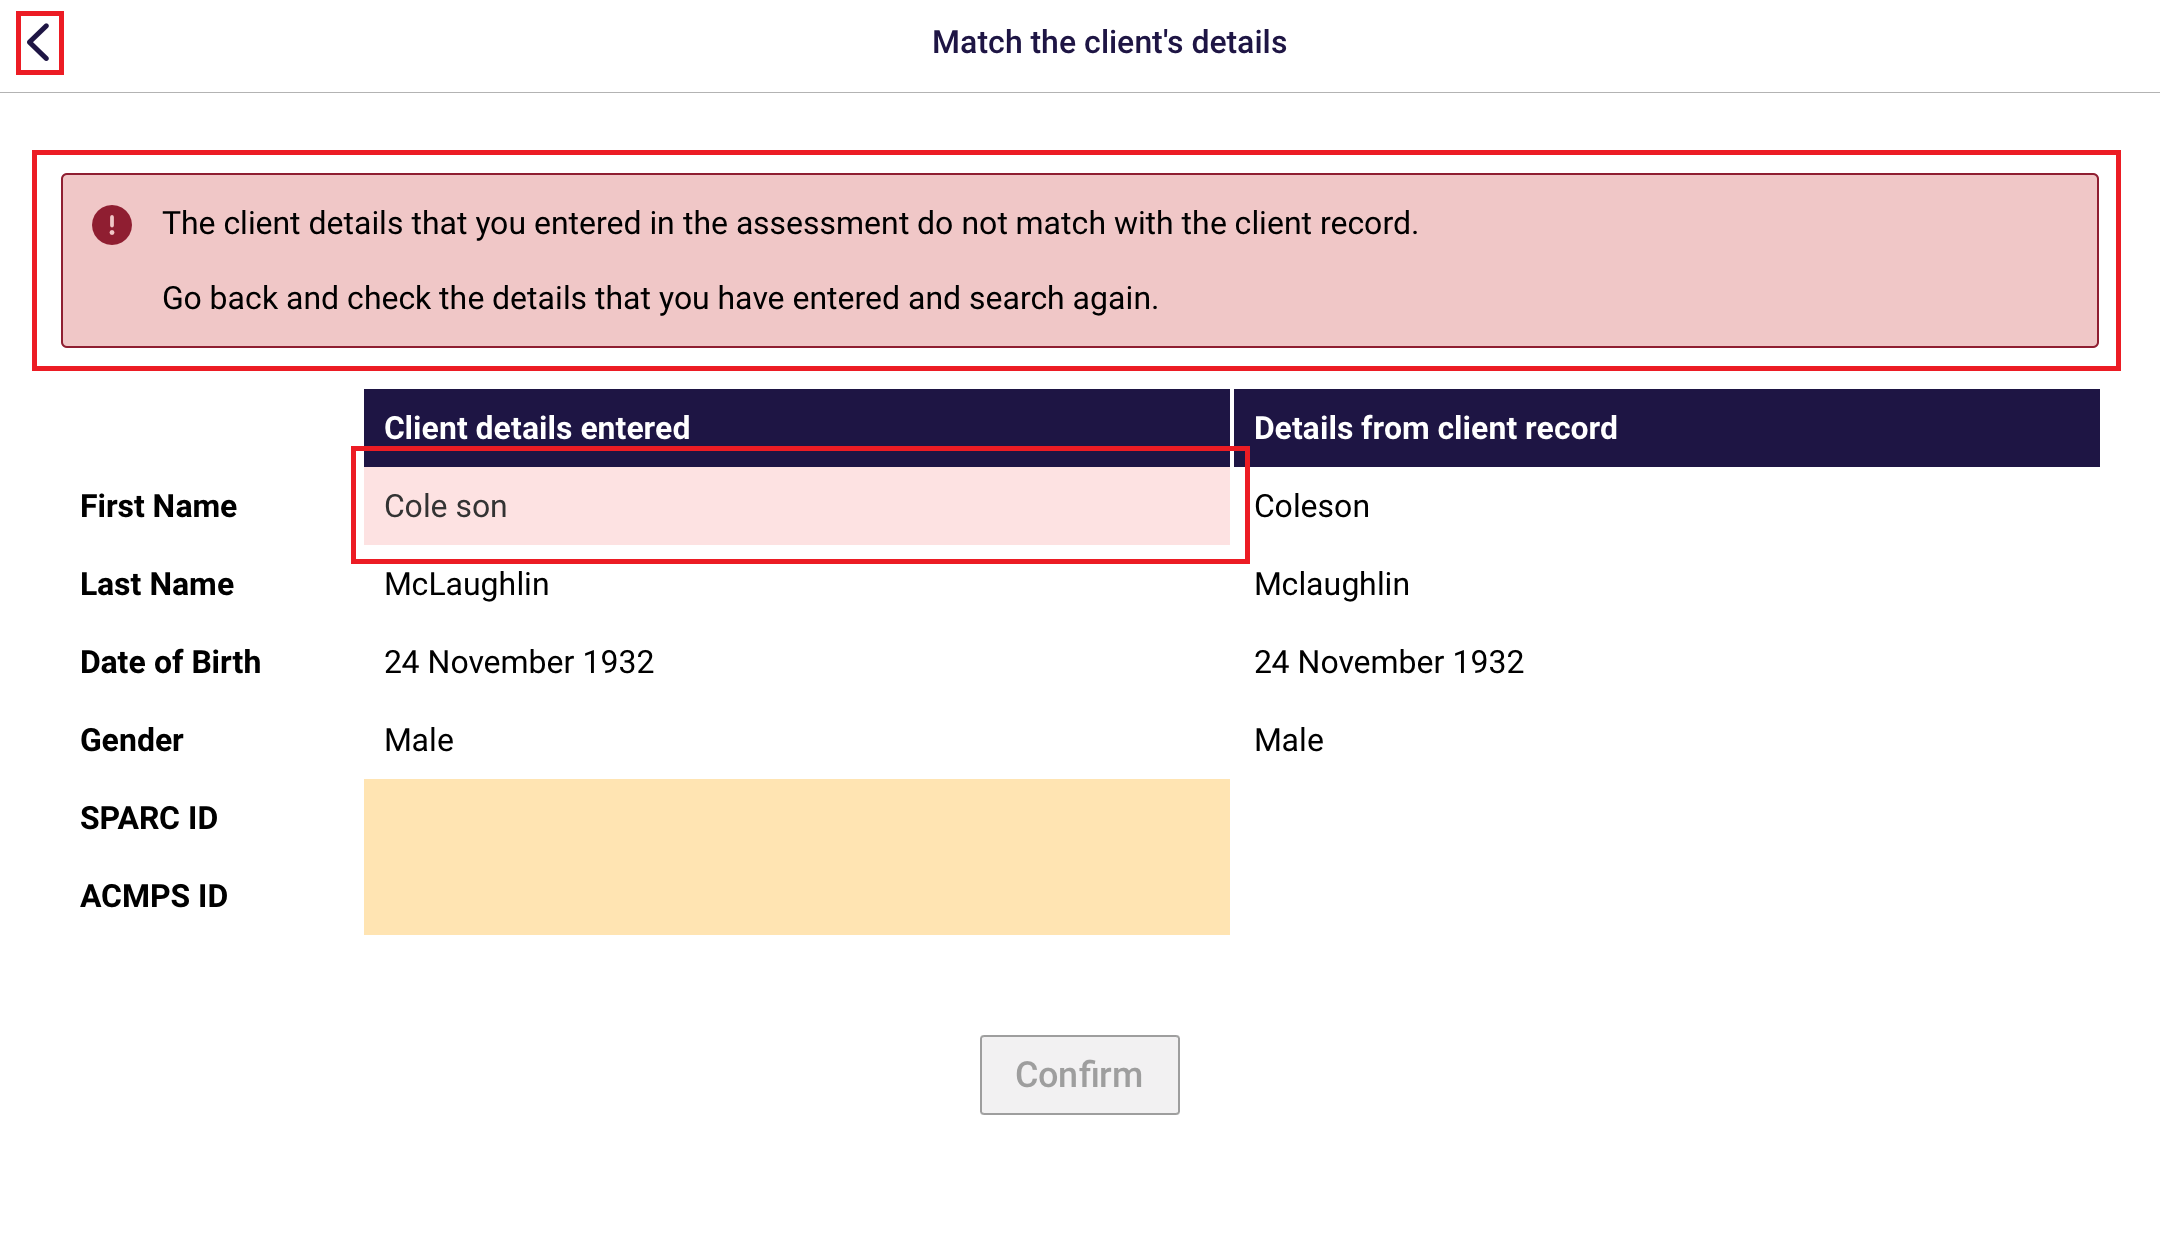 Match the client's details
The client details that you entered in the assessment do not match with the client record.
Go back and check the details that you have entered and search again.
Client details entered Details from client record
First Name Cole son Coleson
Last Name McLaughlin Mclaughlin
Date of Birth 24 November 1932 24 November 1932
Gender Male Male
SPARC ID
ACMPS ID
Confirm